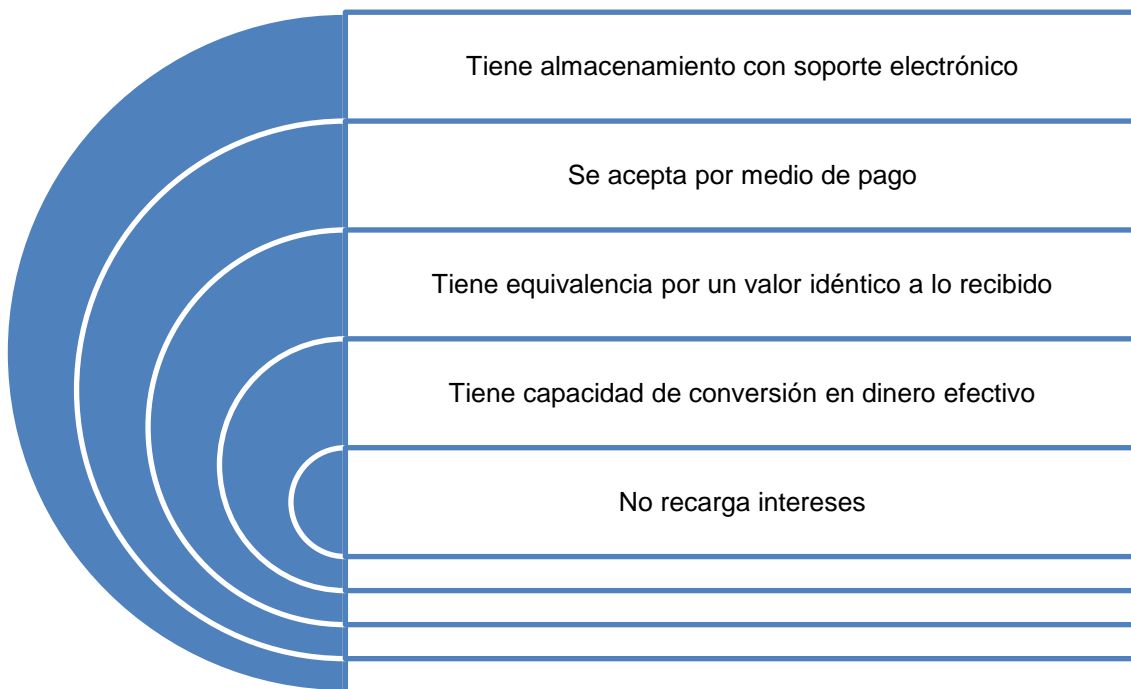 Tiene almacenamiento con soporte electrónico
Se acepta por medio de pago
Tiene equivalencia por un valor idéntico a lo recibido
Tiene capacidad de conversión en dinero efectivo
No recarga intereses